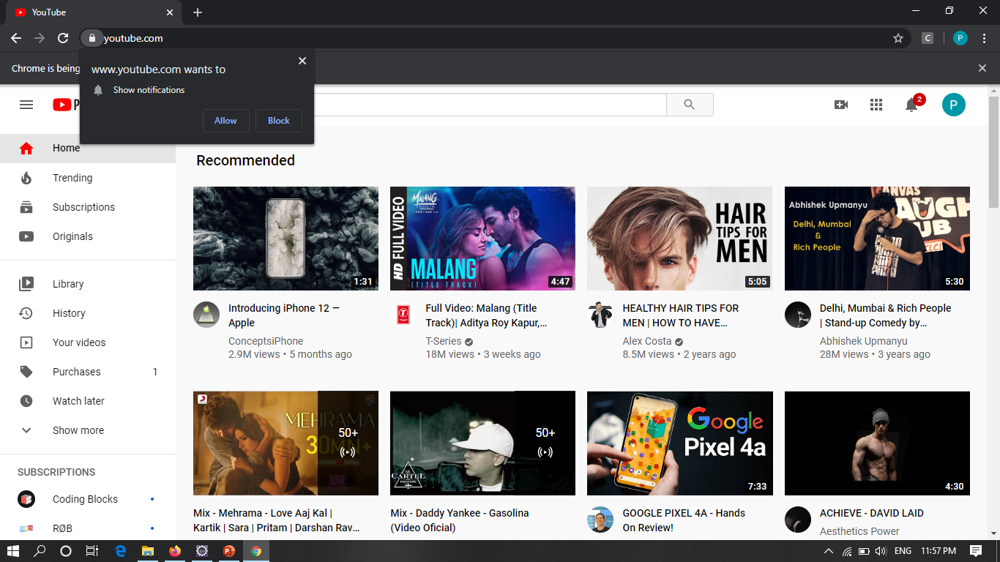 YouTube
youtube.com
Chrome is being
www.youtube.com wants to
Show notifications
Allow
Block
2
P
P
Home
Trending
Subscriptions
Originals
Library
History
Your videos
Purchases 1
Watch later
Show more
SUBSCRIPTIONS
Coding Blocks
RØB
Recommended
1:31
Introducing iPhone 12 —
Apple
ConceptsiPhone
2.9M views • 5 months ago
HD FULL VIDEO
MALANG
MALANG
(TITLE TRACK)
4:47
Full Video: Malang (Title
Track)| Aditya Roy Kapur,...
T-Series
18M views • 3 weeks ago
HAIR
TIPS FOR
MEN
5:05
HEALTHY HAIR TIPS FOR
MEN | HOW TO HAVE...
Alex Costa
8.5M views • 2 years ago
Abhishek Upmanyu
Delhi, Mumbai
&
Rich People
5:30
Delhi, Mumbai & Rich People
| Stand-up Comedy by...
Abhishek Upmanyu
28M views • 3 years ago
MEHRAMA
30MN+
50+
Mix - Mehrama - Love Aaj Kal |
Kartik | Sara | Pritam | Darshan Rav...
CARTEL
50+
Mix - Daddy Yankee - Gasolina
(Video Oficial)
Google
Pixel 4a
7:33
GOOGLE PIXEL 4A - Hands
On Review!
4:30
ACHIEVE - DAVID LAID
Aesthetics Power
ENG
11:57 PM